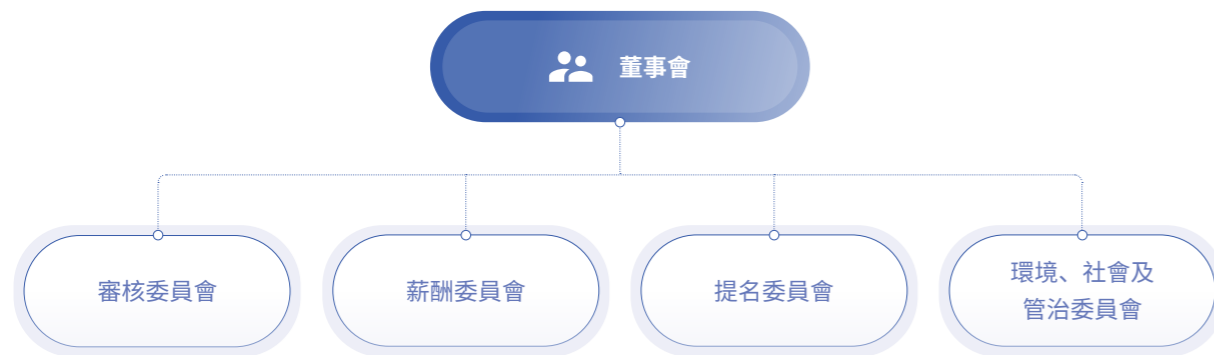 董事會
審核委員會
薪酬委員會
提名委員會
環境、社會及
管治委員會